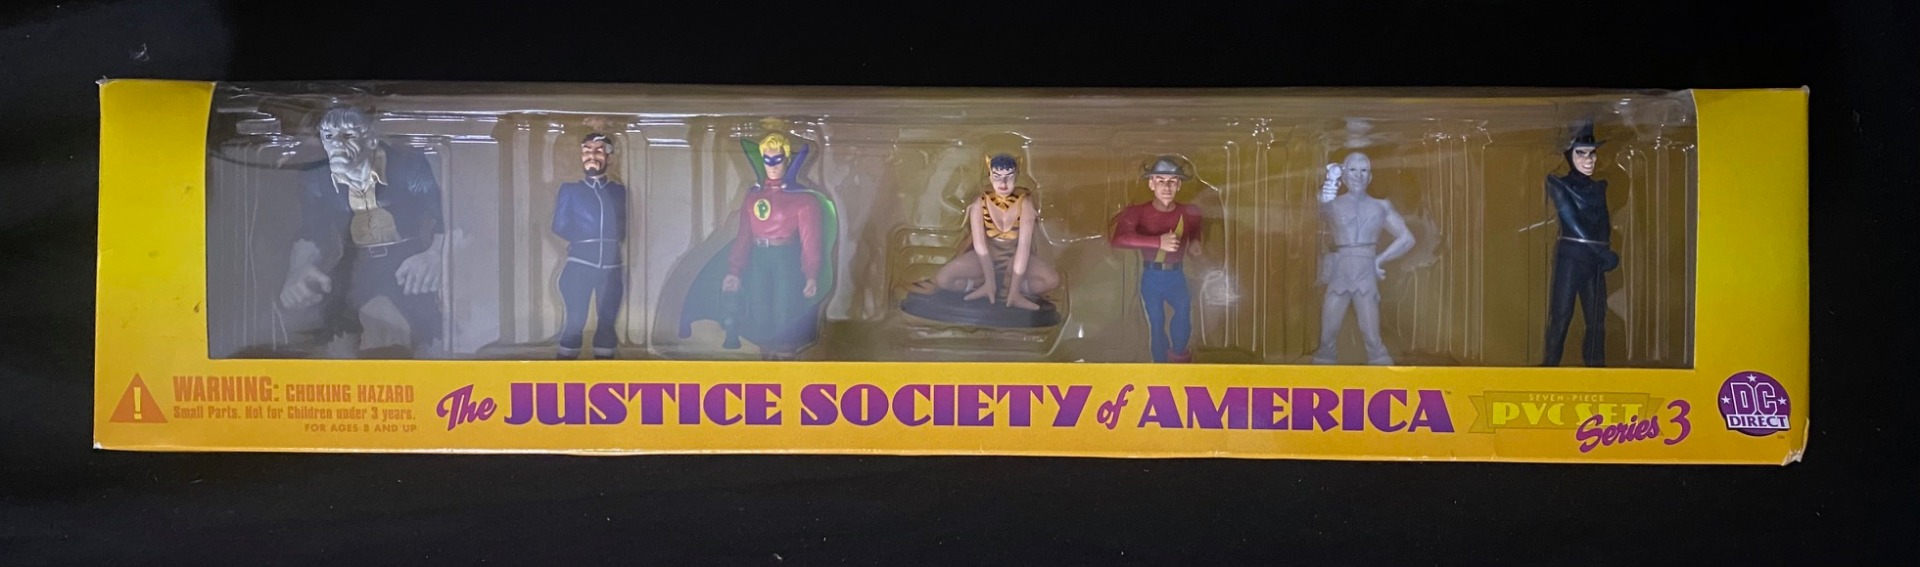 WARNING: CHOKING HAZARD
Small Parts. Not for Children under 3 years.
FOR AGES 8 AND UP
The JUSTICE SOCIETY of AMERICA™
SEVEN-PIECE
PVC SET
Series 3
DC
DIRECT
P